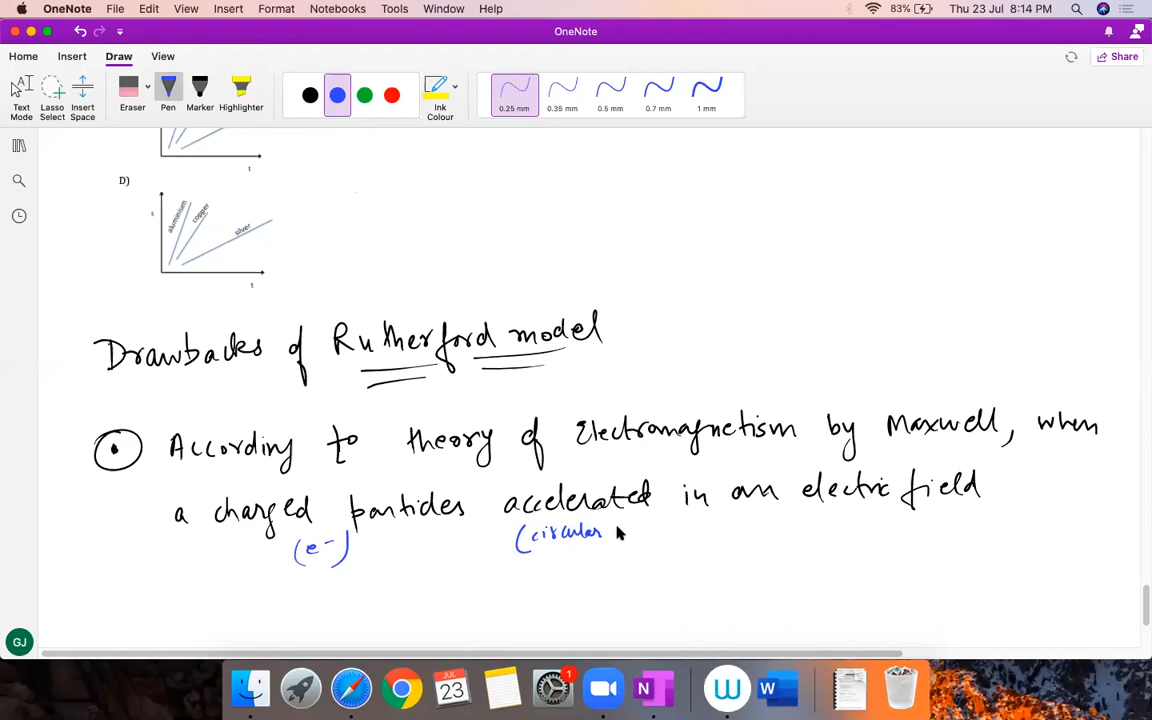 OneNote File Edit View Insert Format Notebooks Tools Window Help 83% Thu 23 Jul 8:14 PM
OneNote
Home Insert Draw View Share
Text Mode
Lasso Select
Insert Space
Eraser
Pen
Marker
Highlighter
Ink Colour
0.25 mm
0.35 mm
0.5 mm
0.7 mm
1 mm
t
D)
s
aluminium
copper
silver
t
Drawbacks of Rutherford model
According to theory of Electromagnetism by Maxwell, when
a charged particles accelerated in an electric field
(e-) (circular
GJ
JUL
23
1
W
N
W